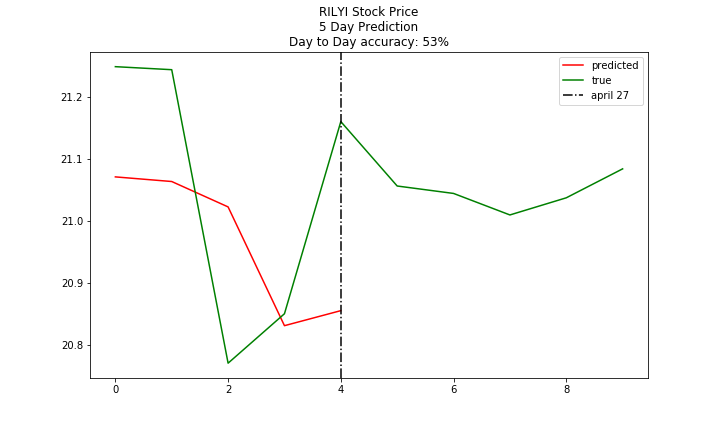 RILYI Stock Price
5 Day Prediction
Day to Day accuracy: 53%
predicted
true
april 27
21.2
21.1
21.0
20.9
20.8
0 2 4 6 8